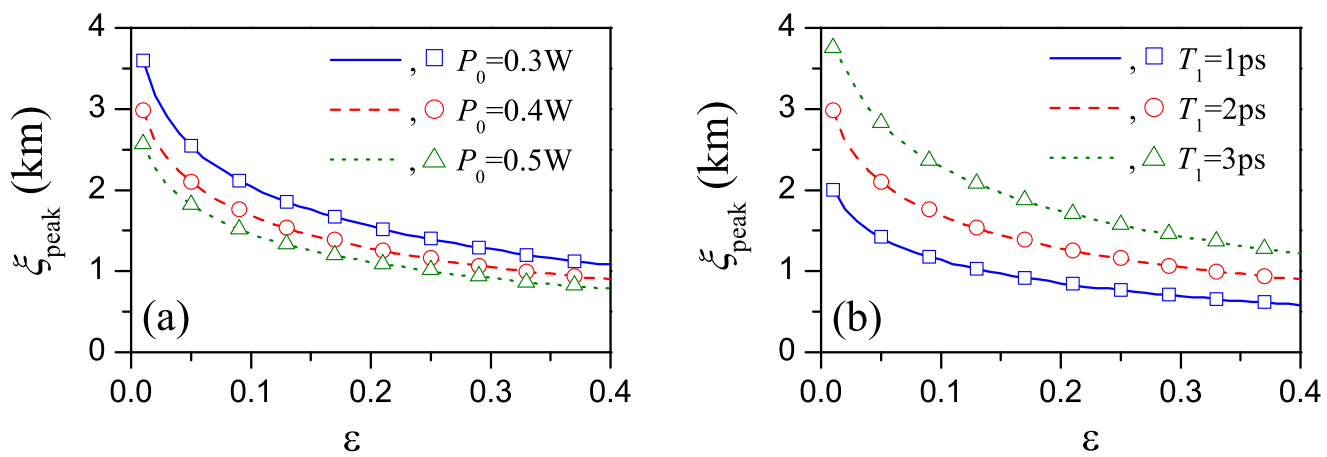 4
3
2
1
0
ξpeak (km)
, P0=0.3W
, P0=0.4W
, P0=0.5W
(a)
0.0 0.1 0.2 0.3 0.4
ε
4
3
2
1
0
ξpeak (km)
, T1=1ps
, T1=2ps
, T1=3ps
(b)
0.0 0.1 0.2 0.3 0.4
ε